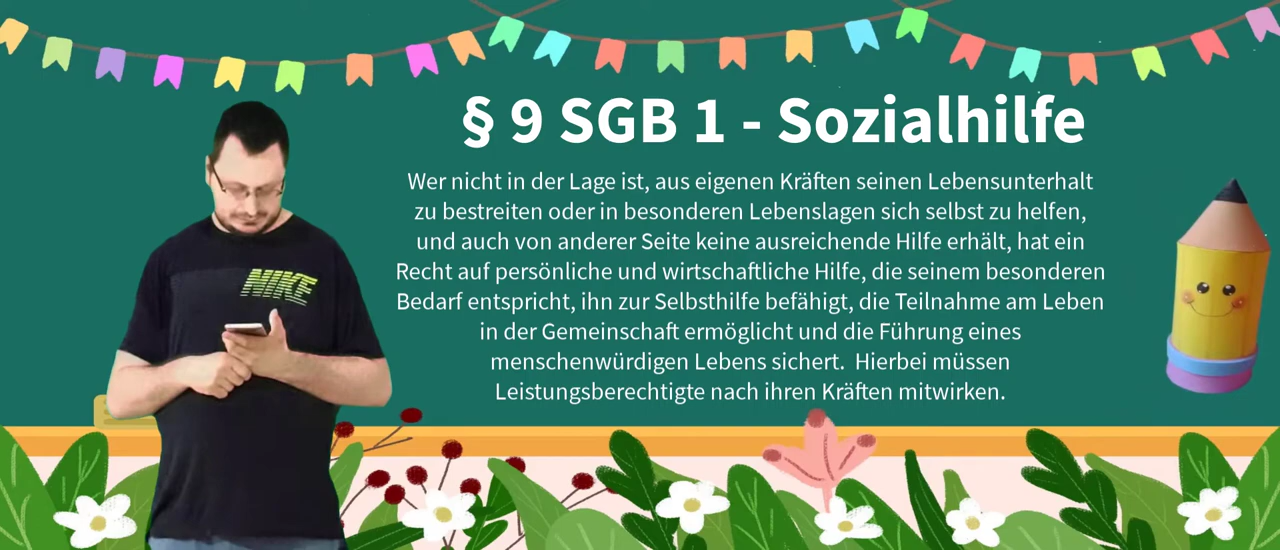 § 9 SGB 1 - Sozialhilfe
Wer nicht in der Lage ist, aus eigenen Kräften seinen Lebensunterhalt
zu bestreiten oder in besonderen Lebenslagen sich selbst zu helfen,
und auch von anderer Seite keine ausreichende Hilfe erhält, hat ein
Recht auf persönliche und wirtschaftliche Hilfe, die seinem besonderen
Bedarf entspricht, ihn zur Selbsthilfe befähigt, die Teilnahme am Leben
in der Gemeinschaft ermöglicht und die Führung eines
menschenwürdigen Lebens sichert.  Hierbei müssen
Leistungsberechtigte nach ihren Kräften mitwirken.
NIKE